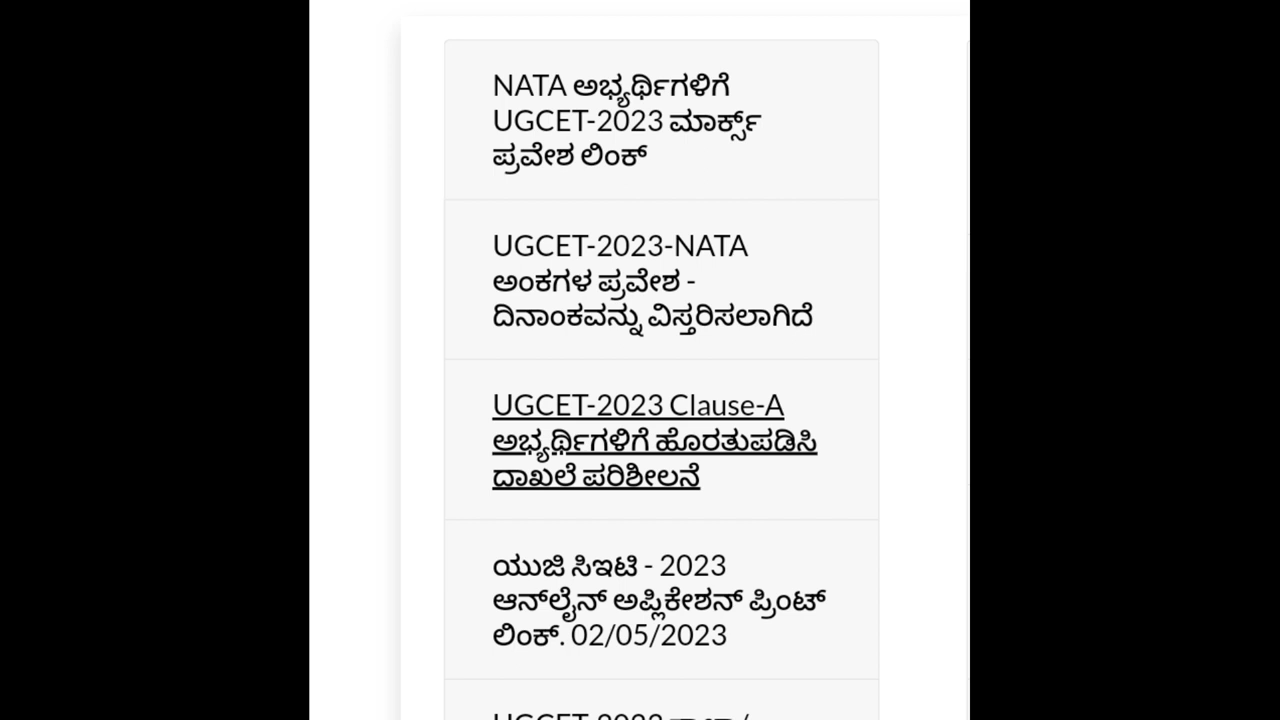 NATA ಅಭ್ಯರ್ಥಿಗಳಿಗೆ
UGCET-2023 ಮಾರ್ಕ್ಸ್
ಪ್ರವೇಶ ಲಿಂಕ್
UGCET-2023-NATA
ಅಂಕಗಳ ಪ್ರವೇಶ -
ದಿನಾಂಕವನ್ನು ವಿಸ್ತರಿಸಲಾಗಿದೆ
UGCET-2023 Clause-A
ಅಭ್ಯರ್ಥಿಗಳಿಗೆ ಹೊರತುಪಡಿಸಿ
ದಾಖಲೆ ಪರಿಶೀಲನೆ
ಯುಜಿ ಸಿಇಟಿ - 2023
ಆನ್‌ಲೈನ್ ಅಪ್ಲಿಕೇಶನ್ ಪ್ರಿಂಟ್
ಲಿಂಕ್. 02/05/2023